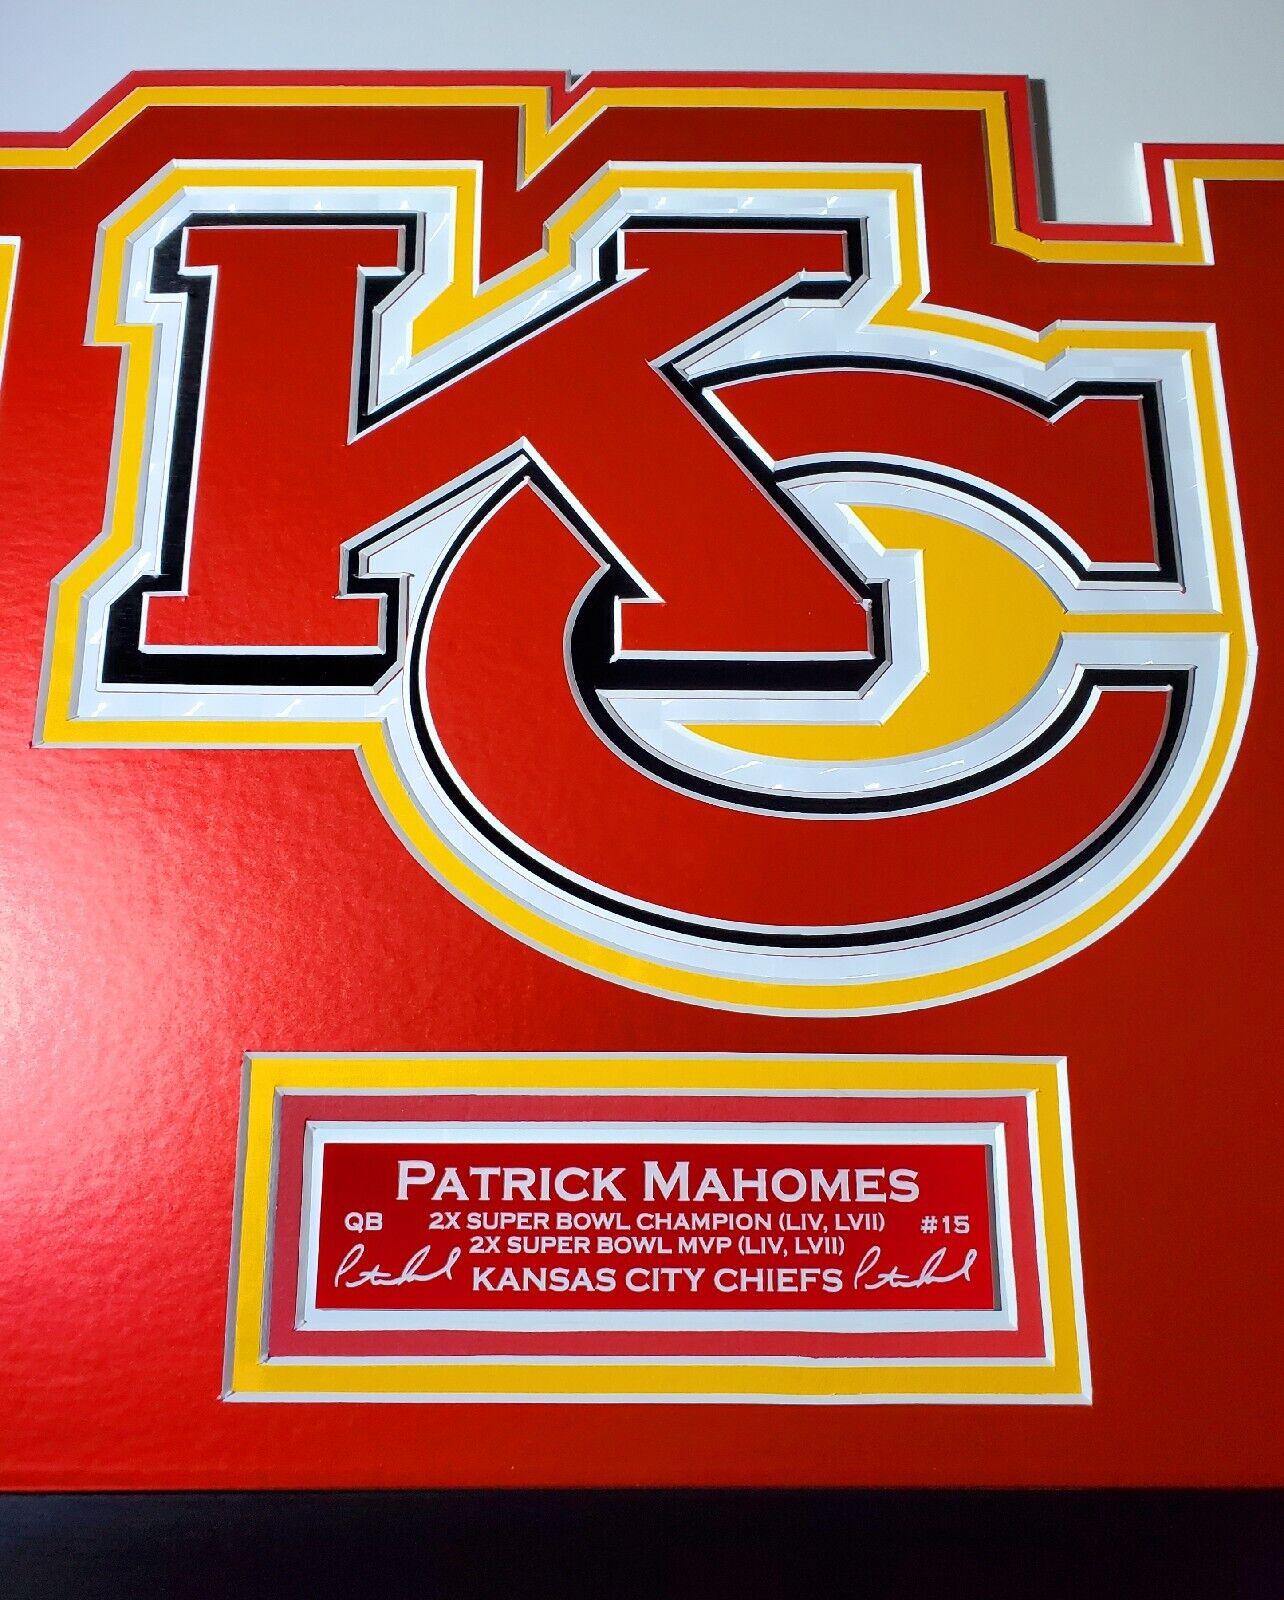 KC
PATRICK MAHOMES
QB 2X SUPER BOWL CHAMPION (LIV, LVII) #15
2X SUPER BOWL MVP (LIV, LVII)
KANSAS CITY CHIEFS